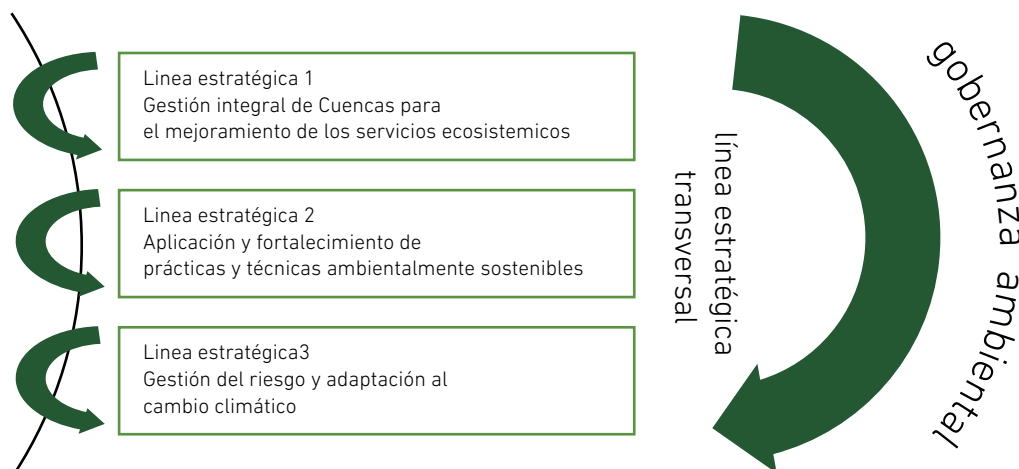 Linea estratégica 1
Gestión integral de Cuencas para
el mejoramiento de los servicios ecosistemicos
Linea estratégica 2
Aplicación y fortalecimiento de
prácticas y técnicas ambientalmente sostenibles
Linea estratégica3
Gestión del riesgo y adaptación al
cambio climático
línea estratégica
transversal
gobernanza ambiental